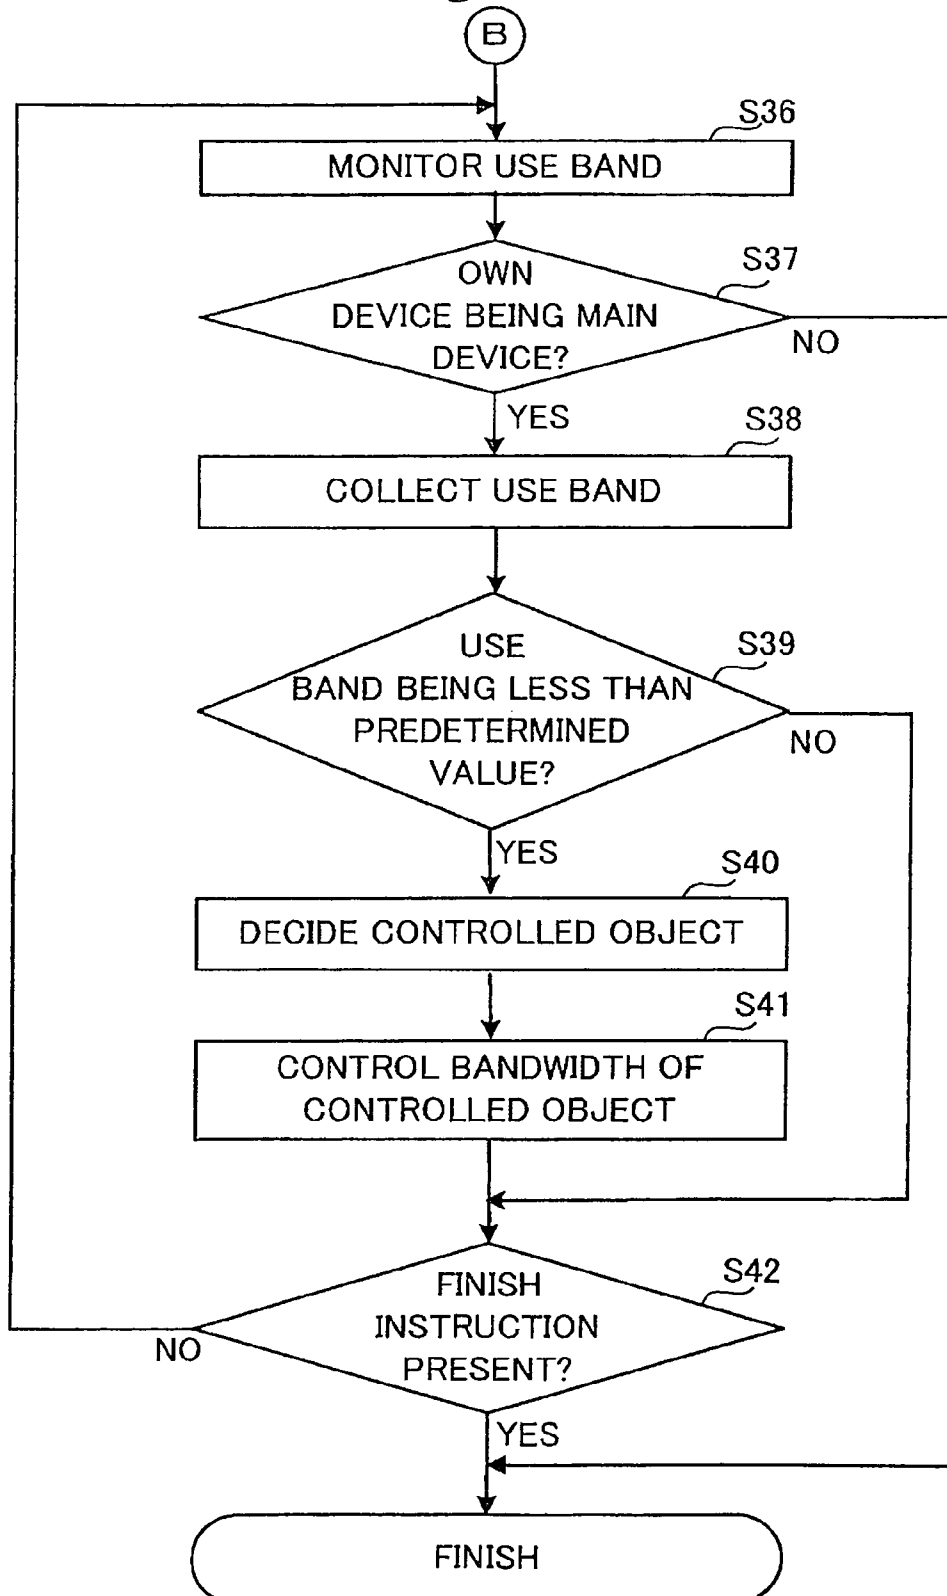 B
S36
MONITOR USE BAND
S37
OWN
DEVICE BEING MAIN
DEVICE?
NO
YES
S38
COLLECT USE BAND
S39
USE
BAND BEING LESS THAN
PREDETERMINED
VALUE?
NO
YES
S40
DECIDE CONTROLLED OBJECT
S41
CONTROL BANDWIDTH OF
CONTROLLED OBJECT
S42
FINISH
INSTRUCTION
PRESENT?
NO
YES
FINISH